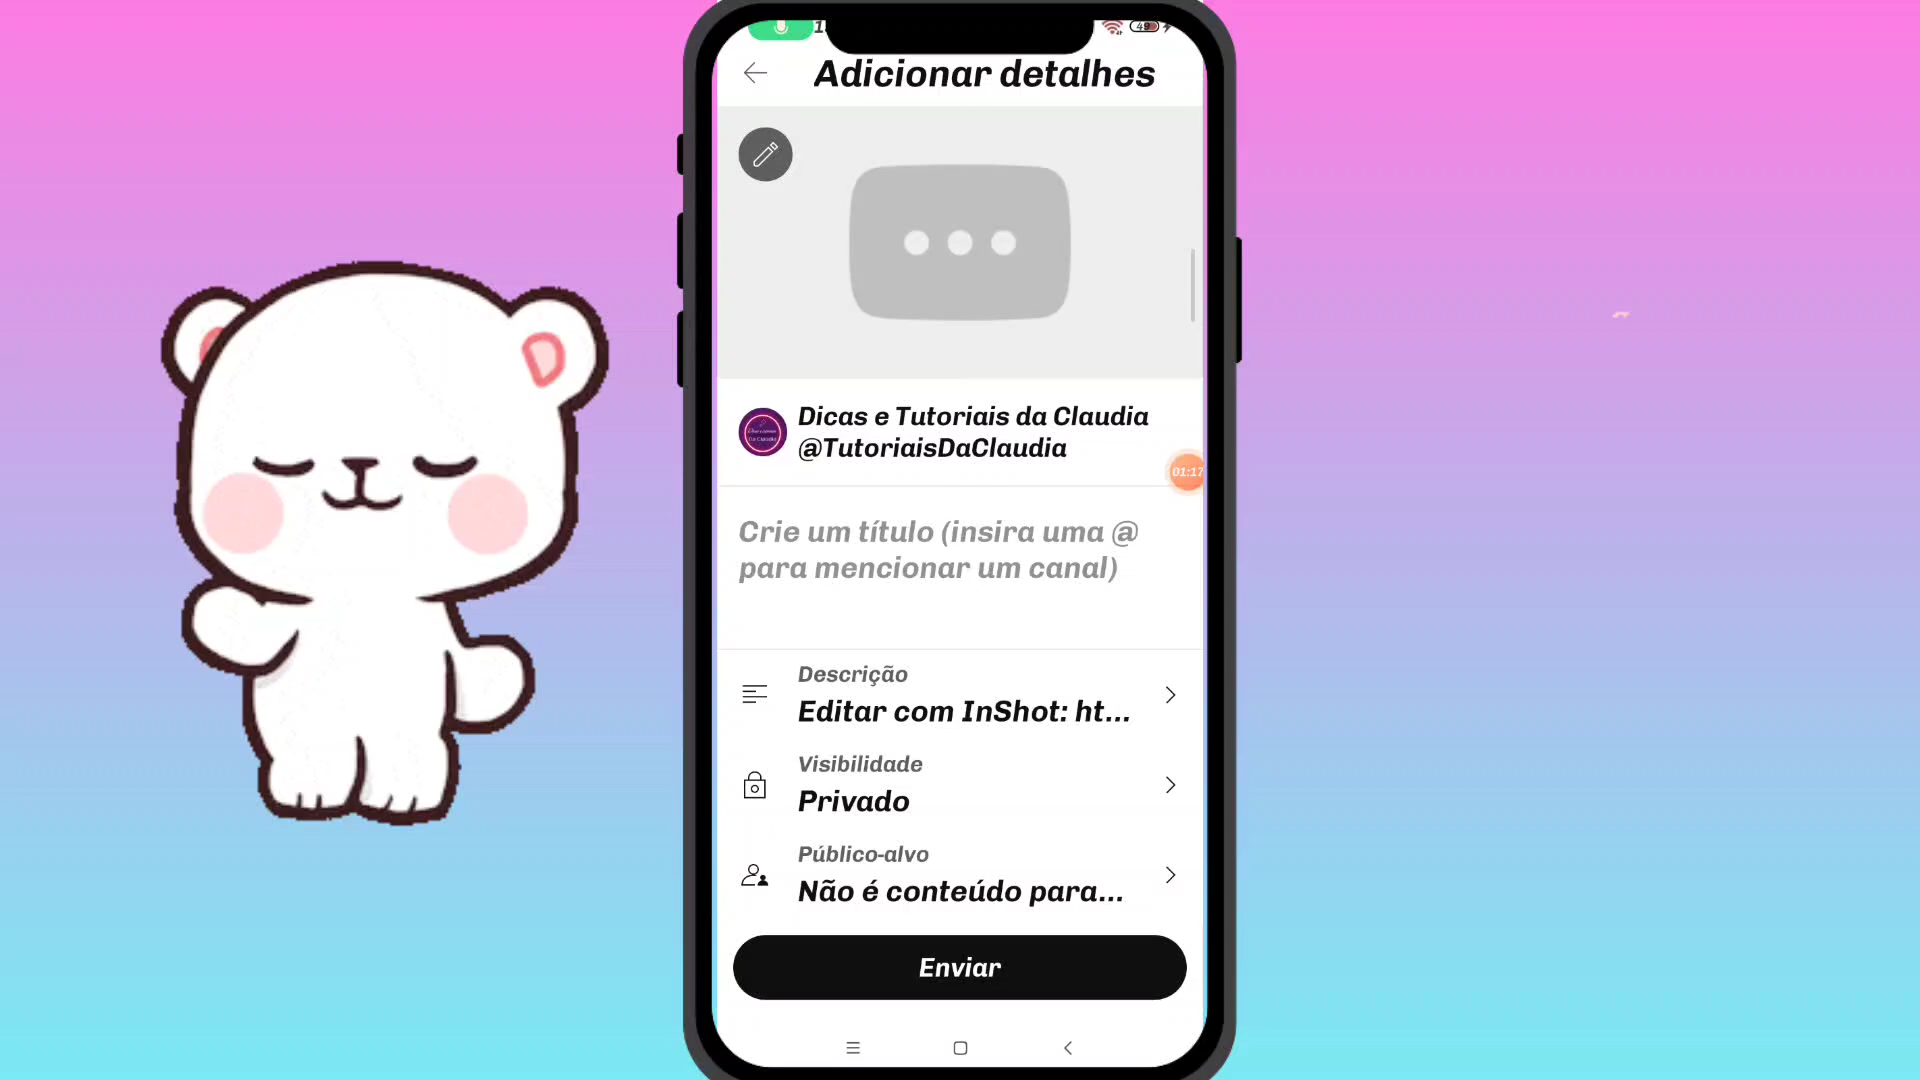 49
Adicionar detalhes
Dicas e Tutoriais da Claudia
@TutoriaisDaClaudia
01:17
Crie um título (insira uma @
para mencionar um canal)
Descrição
Editar com InShot: ht...
Visibilidade
Privado
Público-alvo
Não é conteúdo para...
Enviar